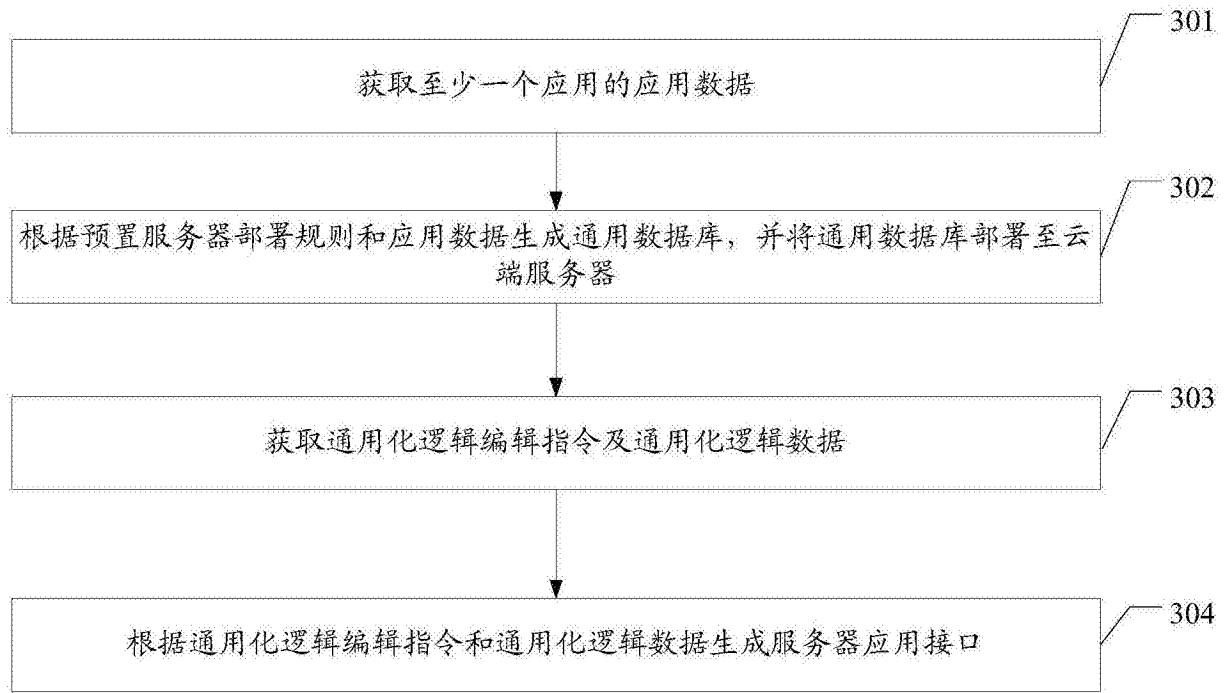 301
获取至少一个应用的应用数据
302
根据预置服务器部署规则和应用数据生成通用数据库，并将通用数据库部署至云
端服务器
303
获取通用化逻辑编辑指令及通用化逻辑数据
304
根据通用化逻辑编辑指令和通用化逻辑数据生成服务器应用接口